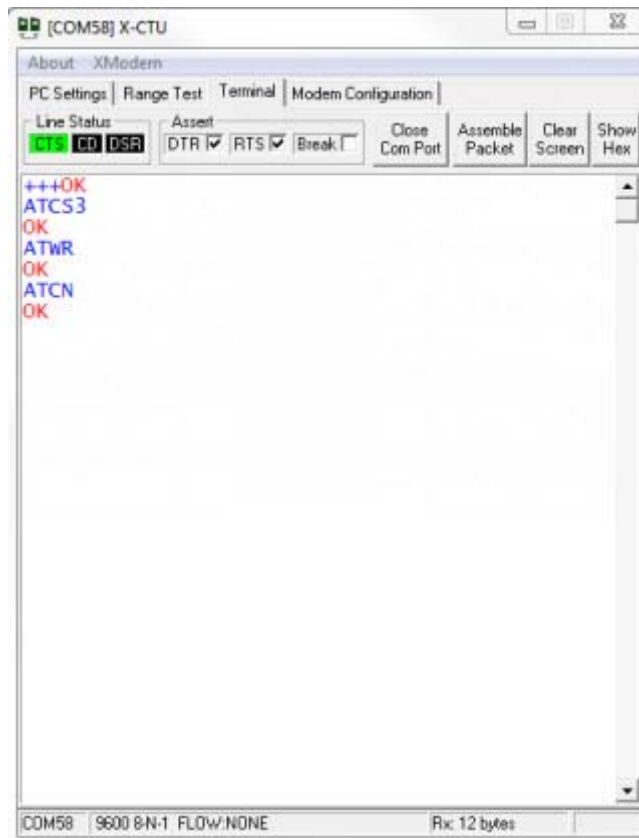 [COM58] X-CTU
About XModem
PC Settings Range Test Terminal Modem Configuration
Line Status
CTS CD DSR
Assert
DTR RTS Break
Close Com Port
Assemble Packet
Clear Screen
Show Hex
+++OK
ATCS3
OK
ATWR
OK
ATCN
OK
COM58 9600 8-N-1 FLOW:NONE Rx: 12 bytes